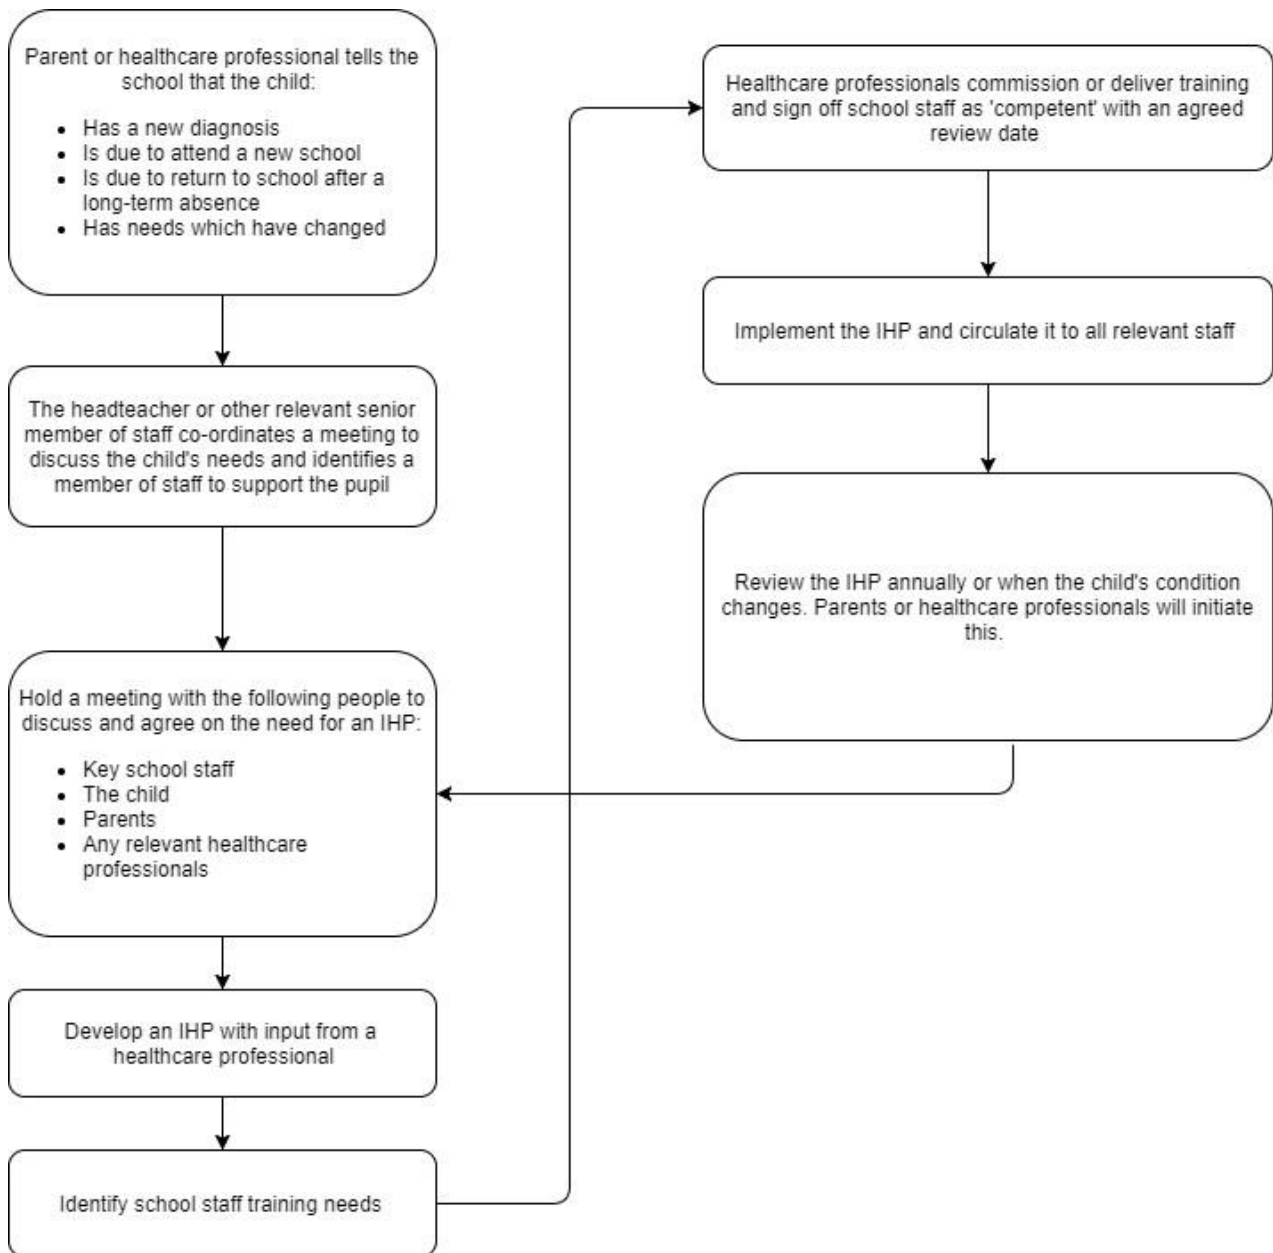 Parent or healthcare professional tells the
school that the child:
• Has a new diagnosis
• Is due to attend a new school
• Is due to return to school after a
long-term absence
• Has needs which have changed
The headteacher or other relevant senior
member of staff co-ordinates a meeting to
discuss the child's needs and identifies a
member of staff to support the pupil
Hold a meeting with the following people to
discuss and agree on the need for an IHP:
• Key school staff
• The child
• Parents
• Any relevant healthcare
professionals
Develop an IHP with input from a
healthcare professional
Identify school staff training needs
Healthcare professionals commission or deliver training
and sign off school staff as 'competent' with an agreed
review date
Implement the IHP and circulate it to all relevant staff
Review the IHP annually or when the child's condition
changes. Parents or healthcare professionals will initiate
this.